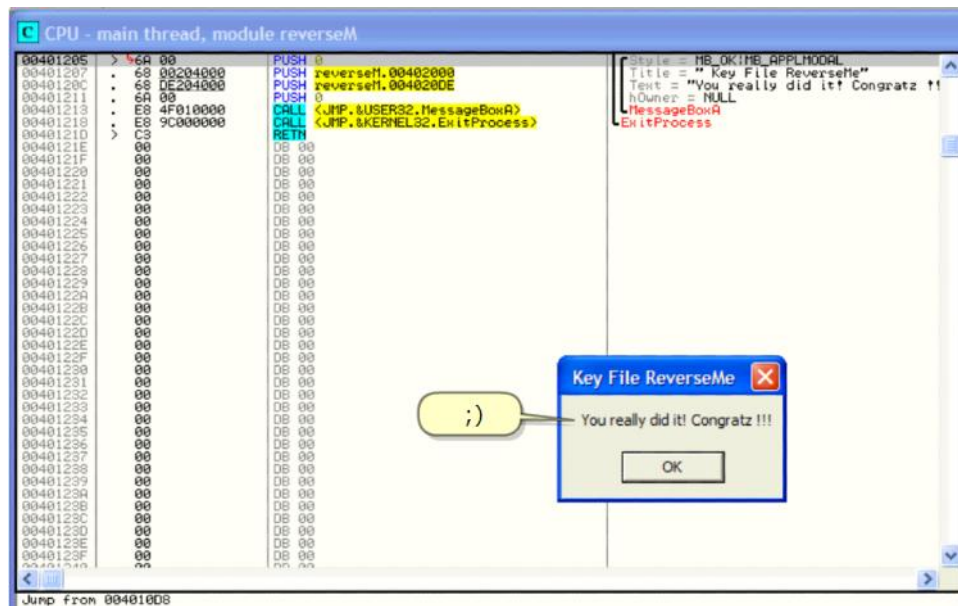 C CPU - main thread, module reverseM
00401205 > 6A 00 PUSH 0 Style = MB_OK|MB_APPLMODAL
00401207 . 68 00204000 PUSH reverseM.00402000 Title = " Key File ReverseMe"
0040120C . 68 DE204000 PUSH reverseM.004020DE Text = "You really did it! Congratz !!
00401211 . 6A 00 PUSH 0 hOwner = NULL
00401213 . E8 4F010000 CALL <JMP.&USER32.MessageBoxA> MessageBoxA
00401218 . E8 9C000000 CALL <JMP.&KERNEL32.ExitProcess> ExitProcess
0040121D > C3 RETN
0040121E 00 DB 00
0040121F 00 DB 00
00401220 00 DB 00
00401221 00 DB 00
00401222 00 DB 00
00401223 00 DB 00
00401224 00 DB 00
00401225 00 DB 00
00401226 00 DB 00
00401227 00 DB 00
00401228 00 DB 00
00401229 00 DB 00
0040122A 00 DB 00
0040122B 00 DB 00
0040122C 00 DB 00
0040122D 00 DB 00
0040122E 00 DB 00
0040122F 00 DB 00
00401230 00 DB 00
00401231 00 DB 00
00401232 00 DB 00
00401233 00 DB 00
00401234 00 DB 00
00401235 00 DB 00
00401236 00 DB 00
00401237 00 DB 00
00401238 00 DB 00
00401239 00 DB 00
0040123A 00 DB 00
0040123B 00 DB 00
0040123C 00 DB 00
0040123D 00 DB 00
0040123E 00 DB 00
0040123F 00 DB 00
Key File ReverseMe
;)
You really did it! Congratz !!!
OK
Jump from 004010D8